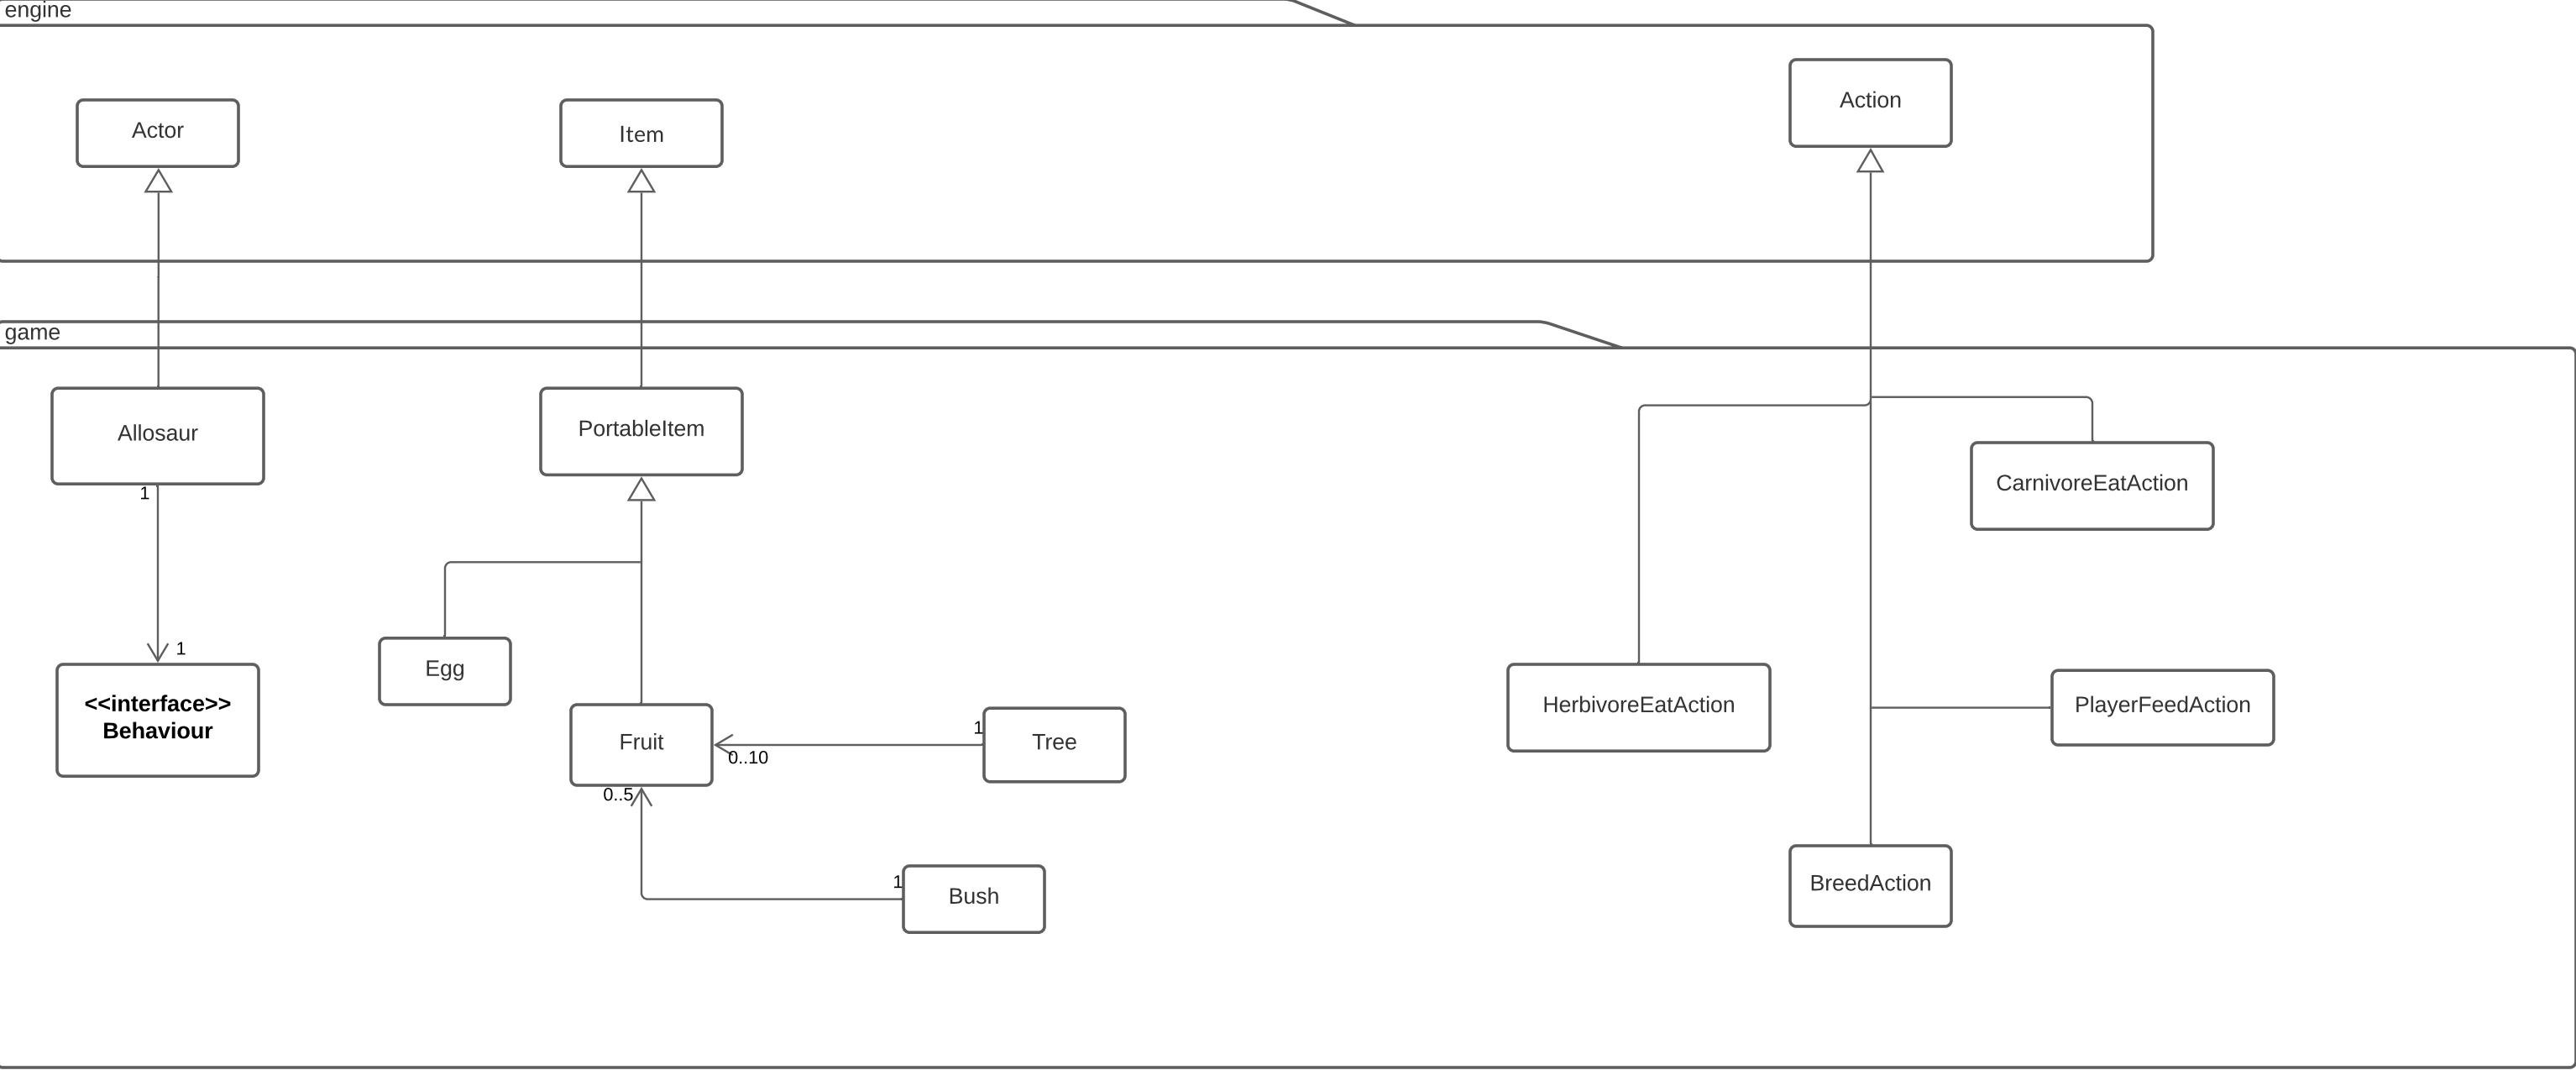 engine
Action
Actor
Item
game
Allosaur
PortableItem
CarnivoreEatAction
1
1
Egg
<<interface>>
Behaviour
HerbivoreEatAction
PlayerFeedAction
Fruit
1
Tree
0..10
0..5
1
Bush
BreedAction